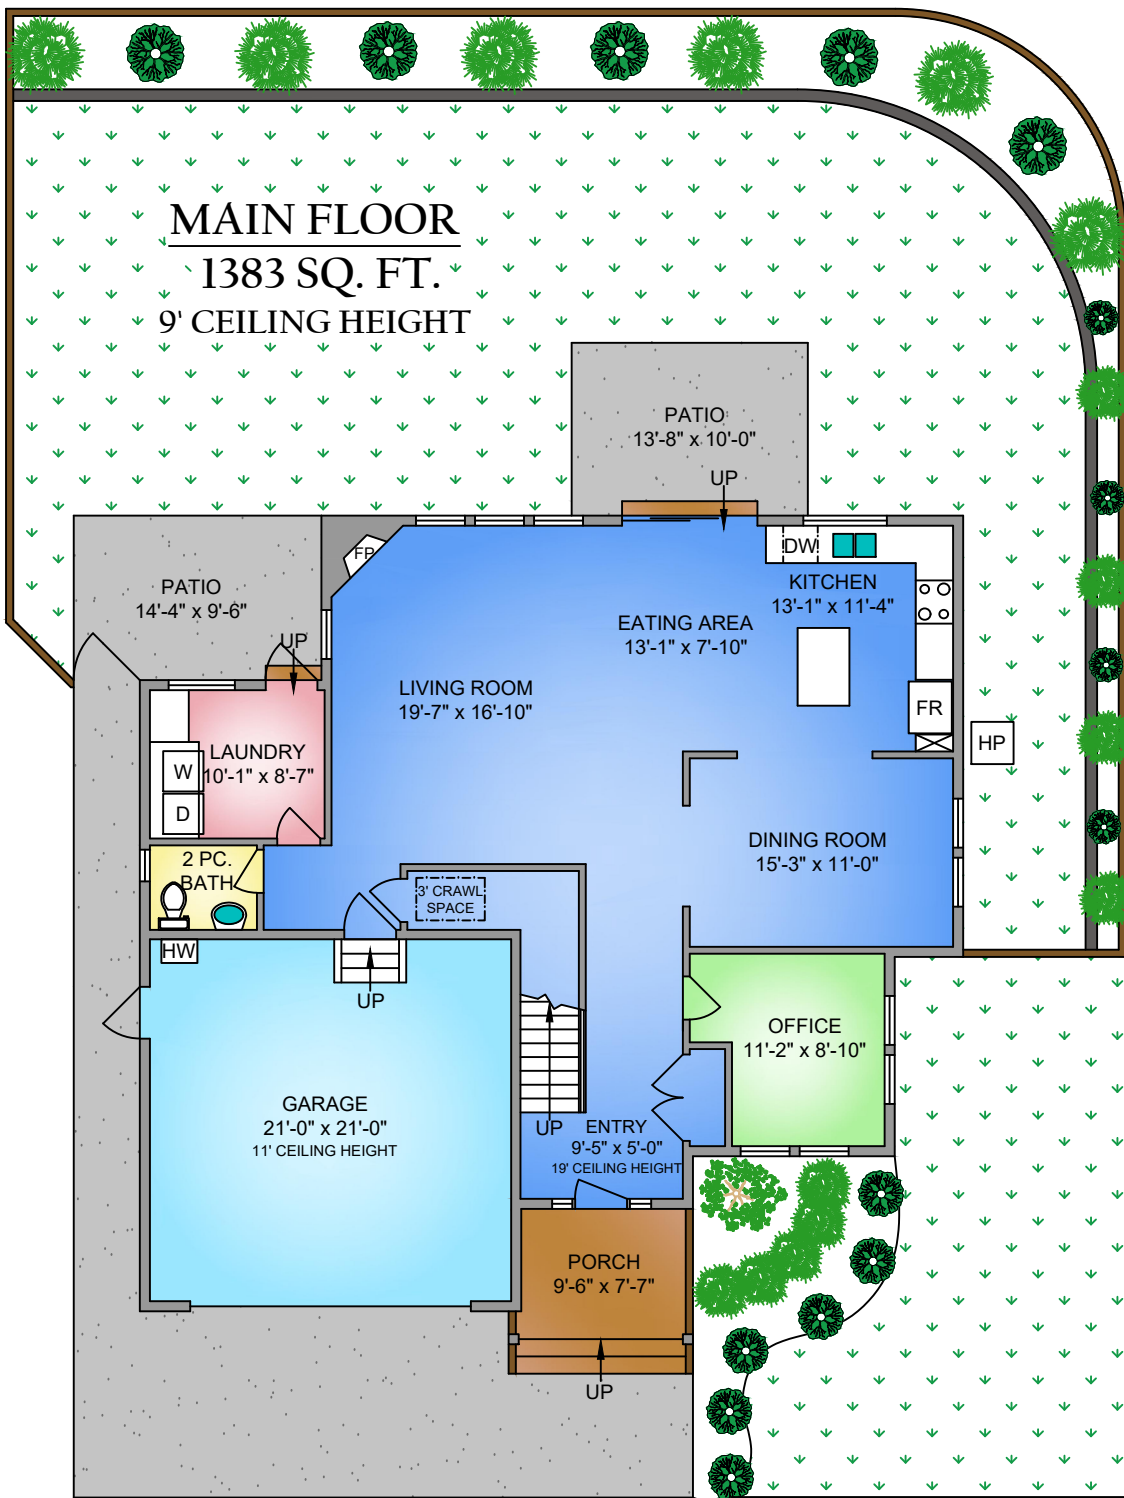 MAIN FLOOR
1383 SQ. FT.
9' CEILING HEIGHT
PATIO
13'-8" x 10'-0"
UP
FP
DW
KITCHEN
13'-1" x 11'-4"
PATIO
14'-4" x 9'-6"
UP
EATING AREA
13'-1" x 7'-10"
LIVING ROOM
19'-7" x 16'-10"
FR
HP
LAUNDRY
10'-1" x 8'-7"
W
D
DINING ROOM
15'-3" x 11'-0"
2 PC.
BATH
3' CRAWL
SPACE
HW
UP
OFFICE
11'-2" x 8'-10"
GARAGE
21'-0" x 21'-0"
11' CEILING HEIGHT
UP
ENTRY
9'-5" x 5'-0"
19' CEILING HEIGHT
PORCH
9'-6" x 7'-7"
UP